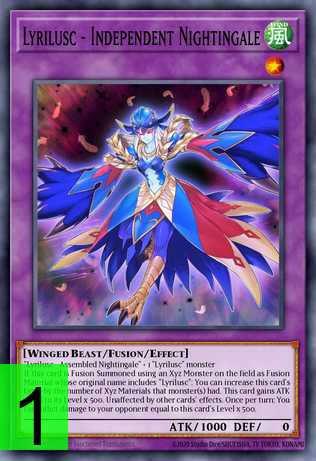 Lyrilusc - Independent Nightingale
WIND
風
[Winged Beast/Fusion/Effect]
"Lyrilusc - Assembled Nightingale" + 1 "Lyrilusc" monster
If this card is Fusion Summoned using an Xyz Monster on the field as Fusion
Material whose original name includes "Lyrilusc": You can increase this card's
by the number of Xyz Materials that monster(s) had. This card gains ATK
to its Level x 500. Unaffected by other cards' effects. Once per turn: You
can inflict damage to your opponent equal to this card's Level x 500.
ATK/1000 DEF/ 0
1
©2020 Studio Dice/SHUEISHA, TV TOKYO, KONAMI